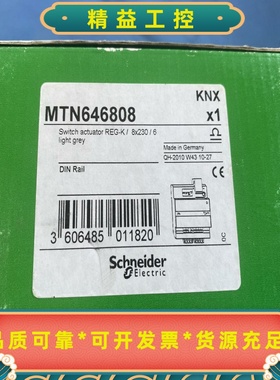 精益工控
KNX
MTN646808
x1
Switch actuator REG-K / 8x230 / 6
light grey
Made in Germany
QH-2010 W43 10-27
DIN Rail
3 606485 011820
DC
Schneider
Electric
品质可靠*可开发票*货源充足